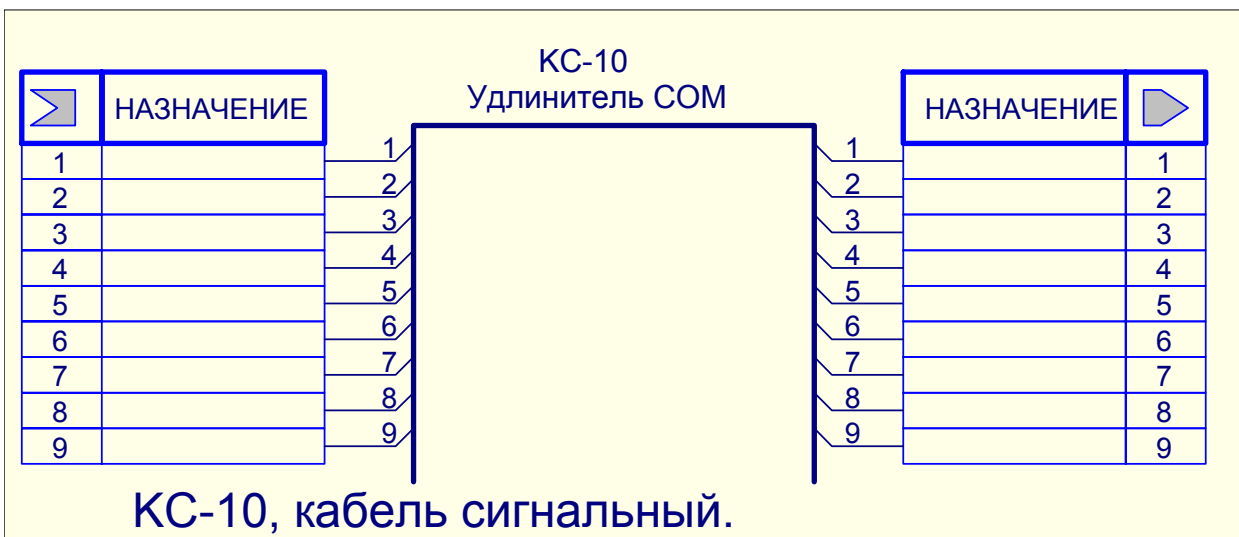 КС-10
Удлинитель COM
НАЗНАЧЕНИЕ НАЗНАЧЕНИЕ
1 1 1 1
2 2 2 2
3 3 3 3
4 4 4 4
5 5 5 5
6 6 6 6
7 7 7 7
8 8 8 8
9 9 9 9
КС-10, кабель сигнальный.